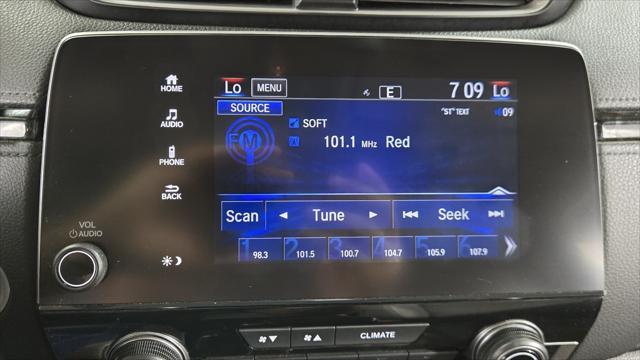 HOME
AUDIO
PHONE
BACK
VOL
AUDIO
Lo MENU E 7 09 Lo
SOURCE "ST" TEXT 09
FM SOFT
A 101.1 MHz Red
Scan Tune Seek
1 98.3 2 101.5 3 100.7 4 104.7 5 105.9 6 107.9
CLIMATE